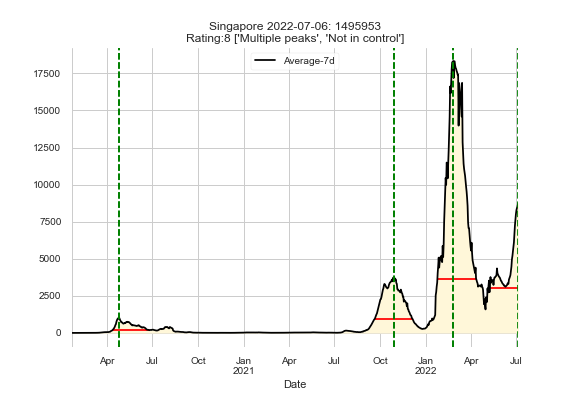 Singapore 2022-07-06: 1495953
Rating:8 ['Multiple peaks', 'Not in control']
Average-7d
17500
15000
12500
10000
7500
5000
2500
0
Apr Jul Oct Jan Apr Jul Oct Jan Apr Jul
2021 2022
Date